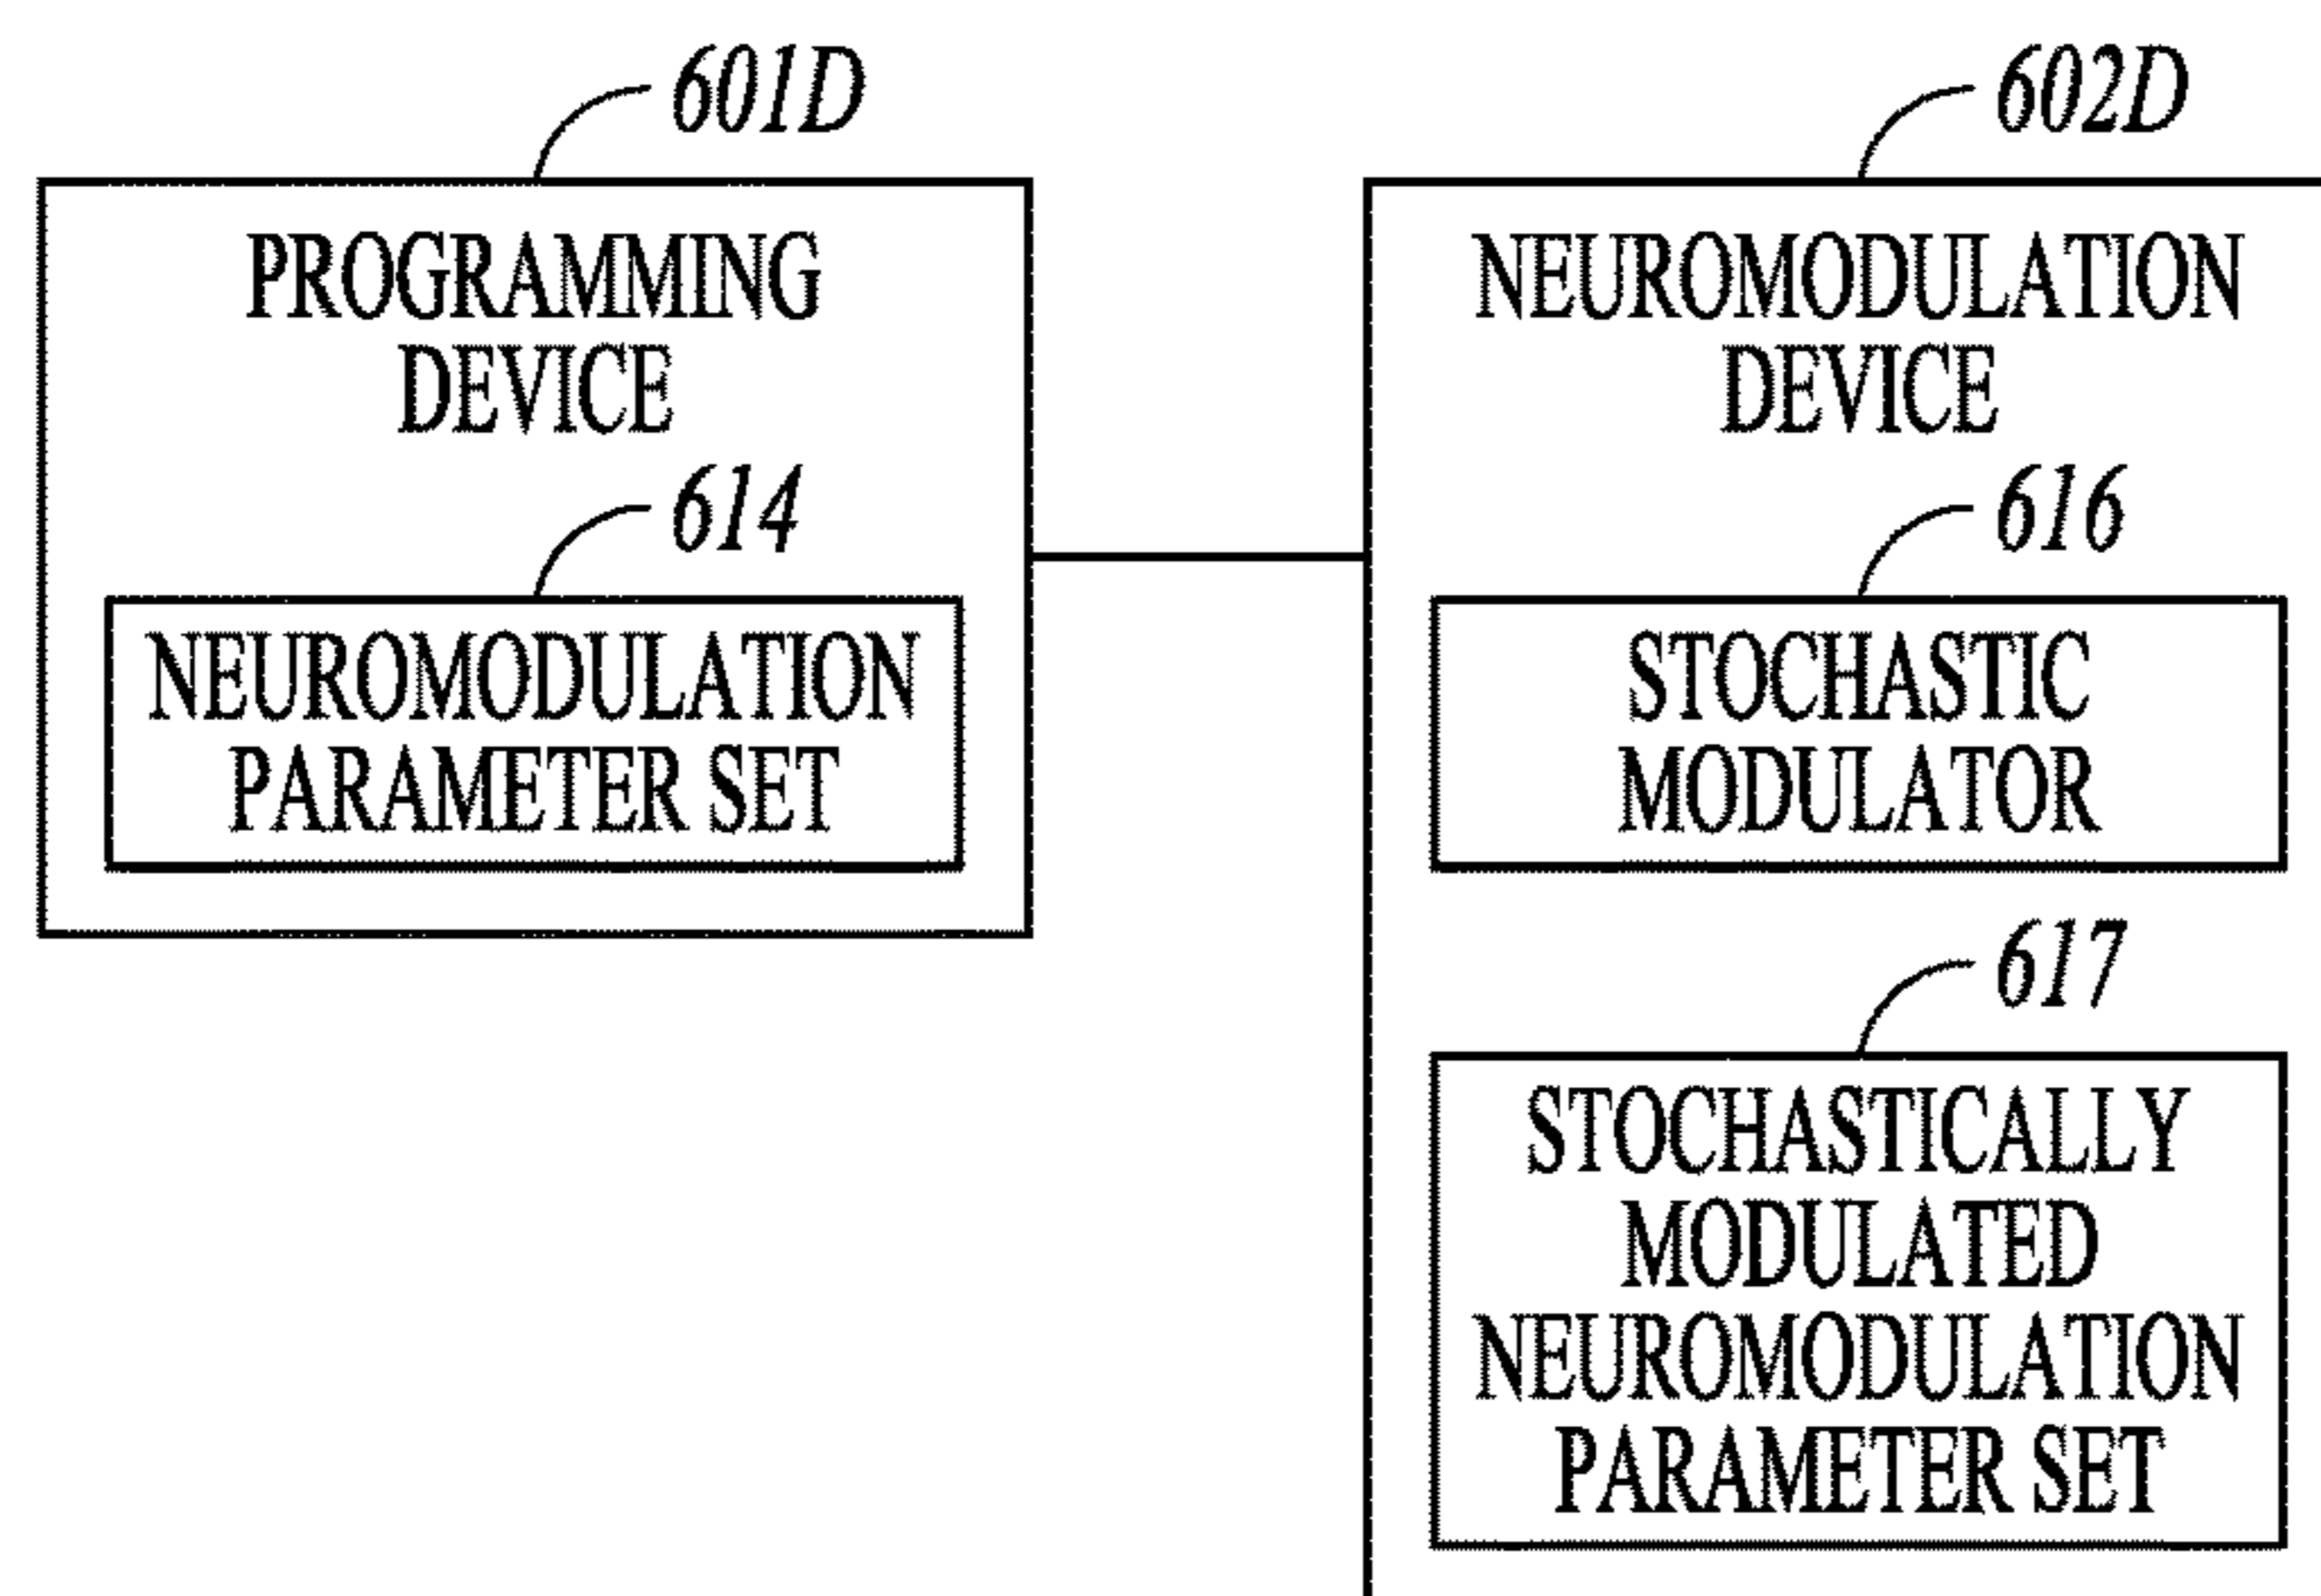 601D
PROGRAMMING
DEVICE
614
NEUROMODULATION
PARAMETER SET
602D
NEUROMODULATION
DEVICE
616
STOCHASTIC
MODULATOR
617
STOCHASTICALLY
MODULATED
NEUROMODULATION
PARAMETER SET